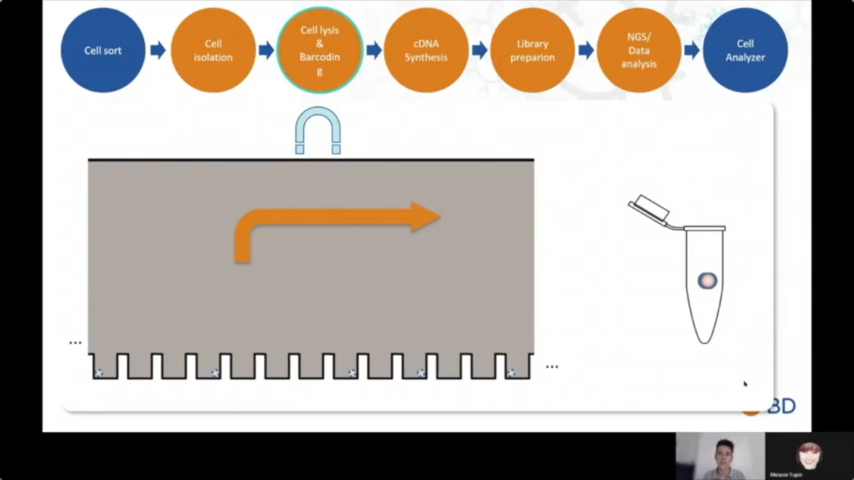 Cell sort
Cell
isolation
Cell lysis
&
Barcodin
g
cDNA
Synthesis
Library
preparion
NGS/
Data
analysis
Cell
Analyzer
...
...
BD